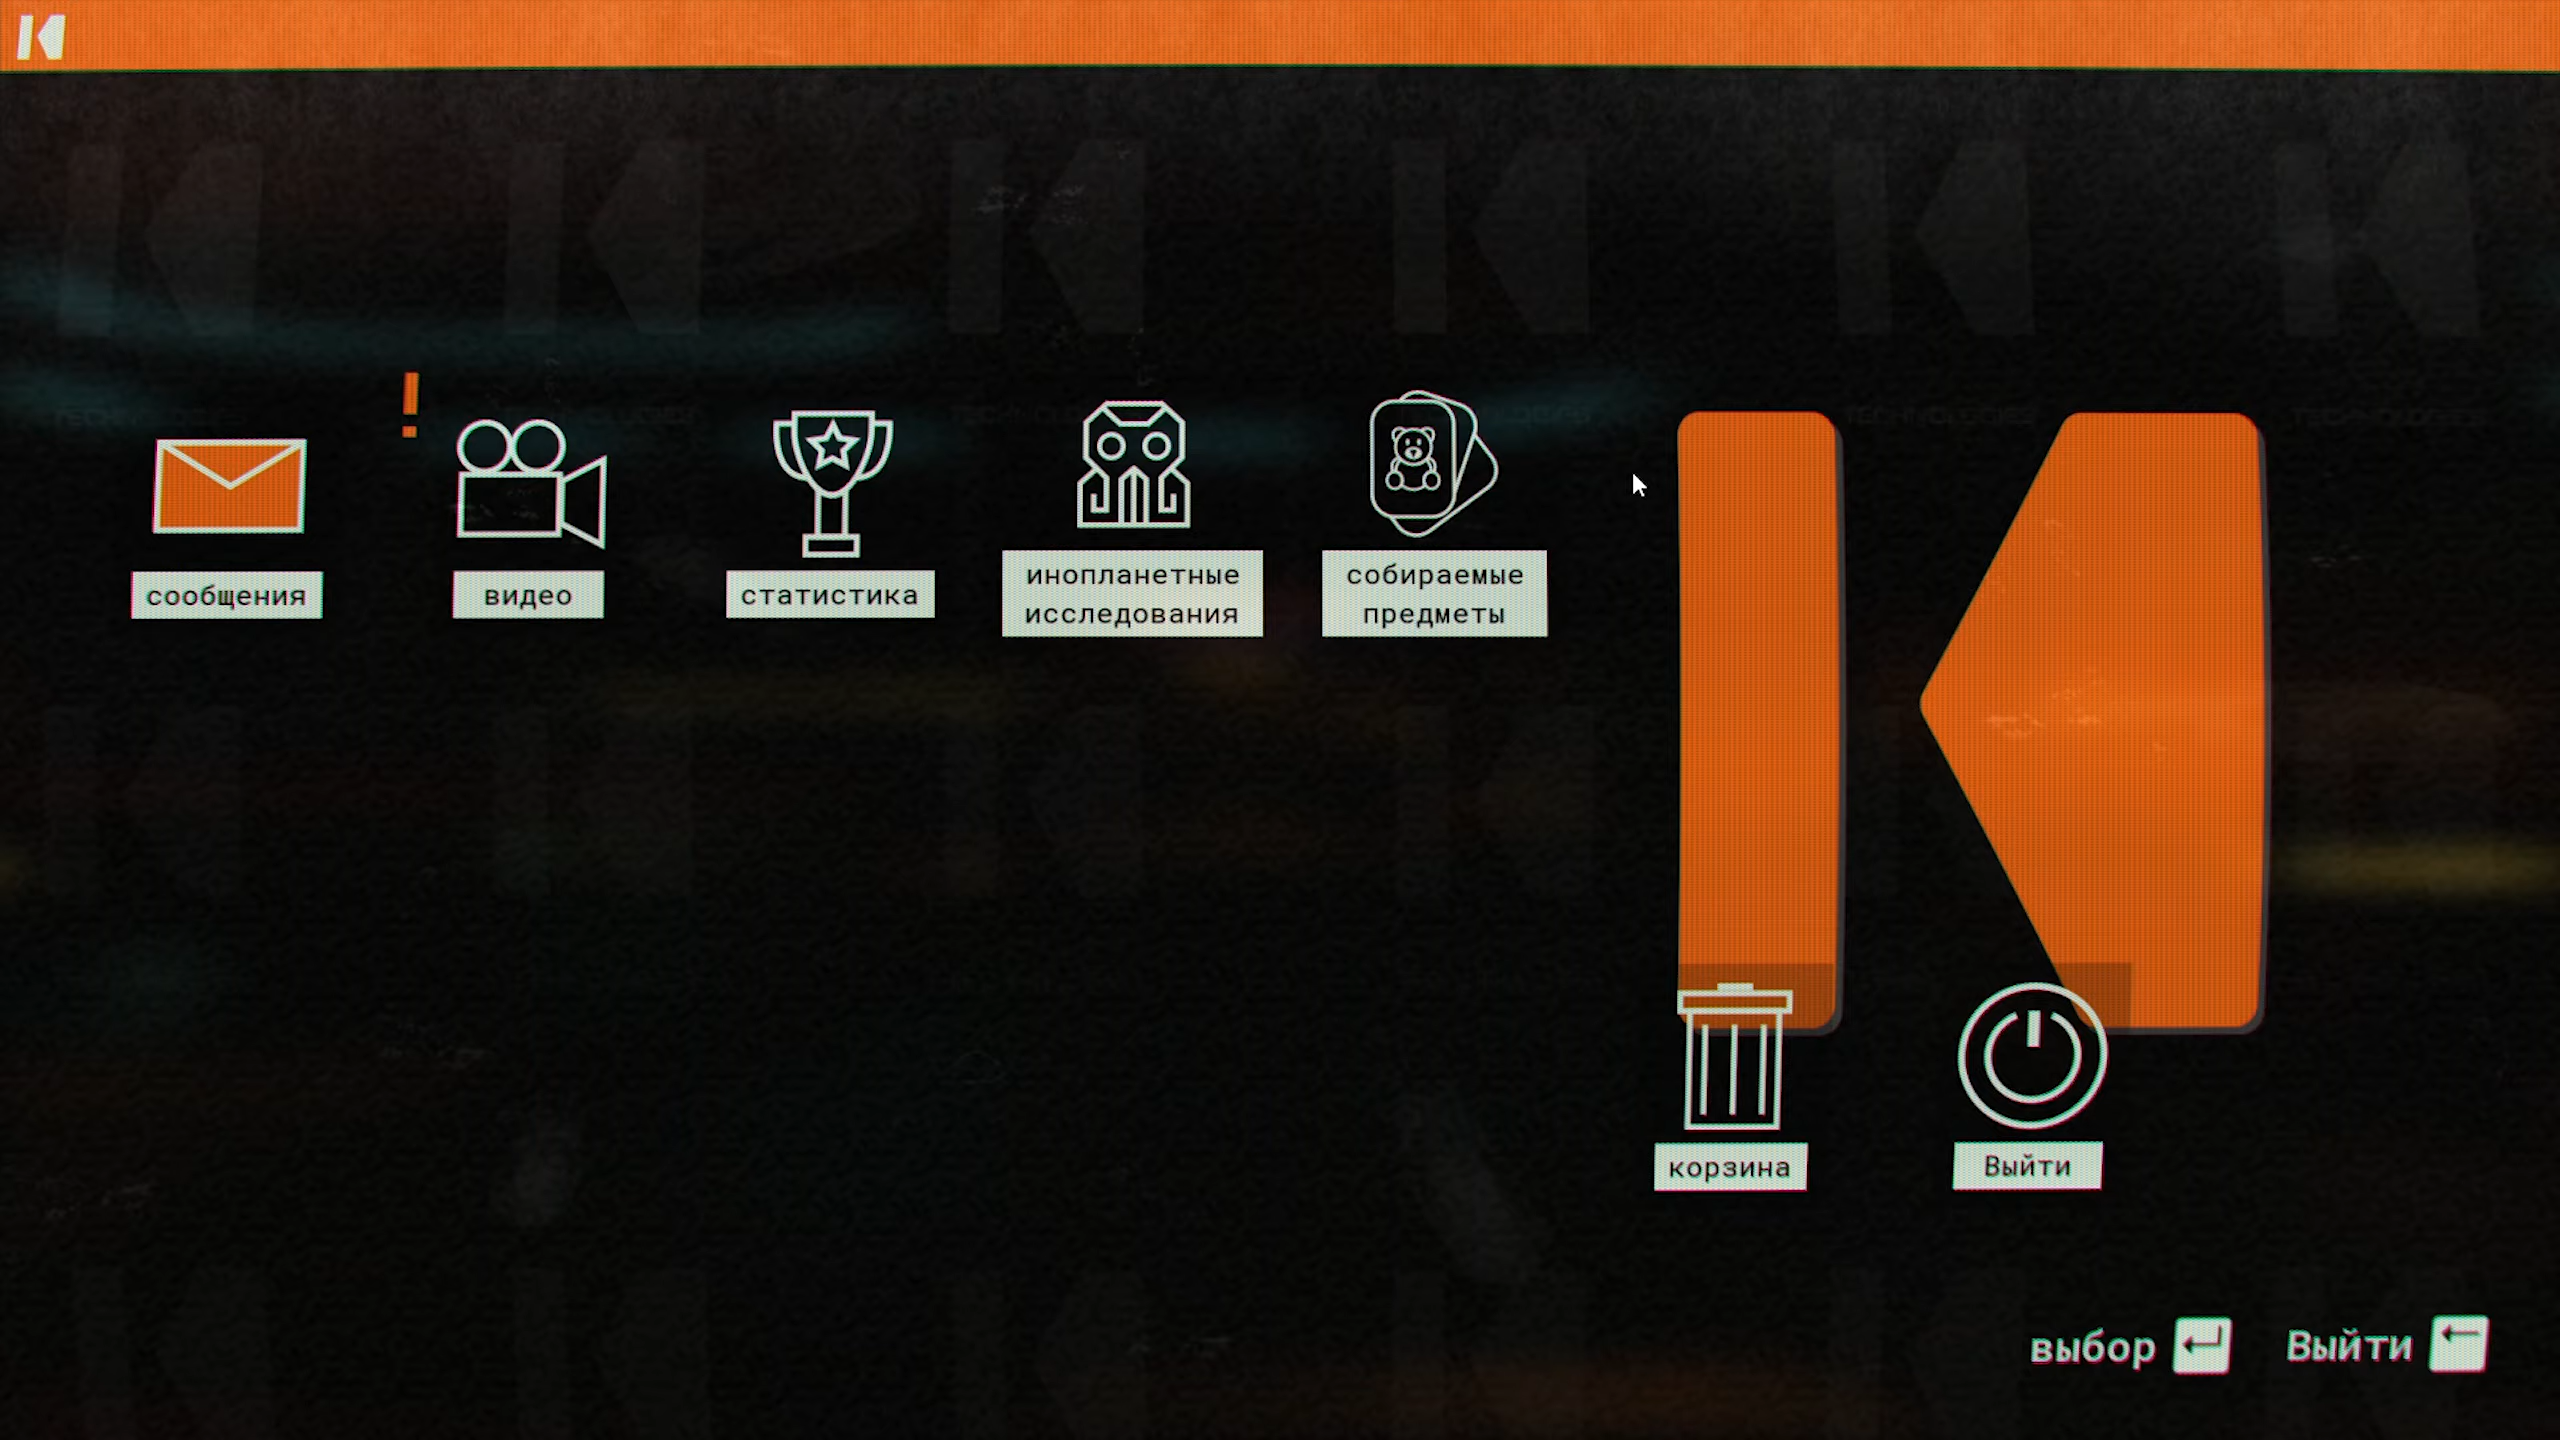 сообщения
видео
статистика
инопланетные
исследования
собираемые
предметы
корзина
Выйти
выбор
Выйти